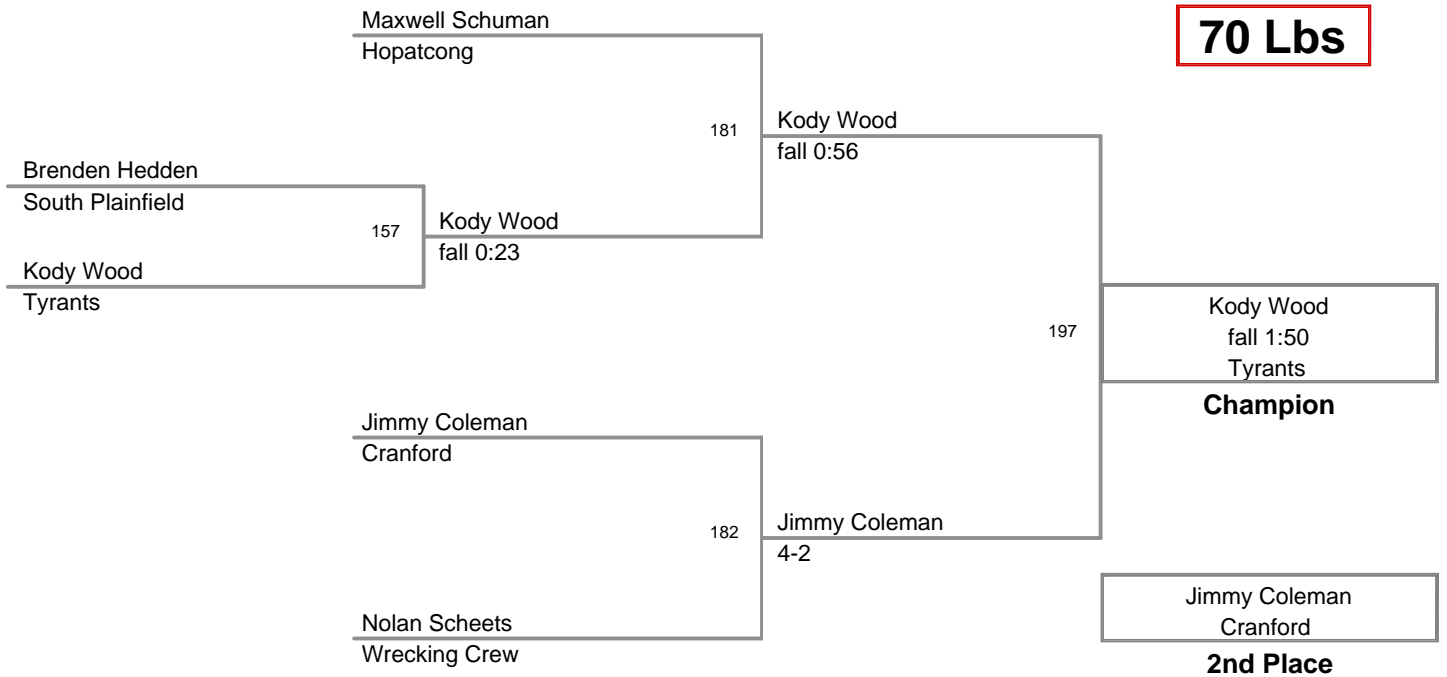 Maxwell Schuman
Hopatcong
70 Lbs
181
Kody Wood
fall 0:56
Brenden Hedden
South Plainfield
157
Kody Wood
fall 0:23
Kody Wood
Tyrants
197
Kody Wood
fall 1:50
Tyrants
Champion
Jimmy Coleman
Cranford
182
Jimmy Coleman
4-2
Nolan Scheets
Wrecking Crew
Jimmy Coleman
Cranford
2nd Place